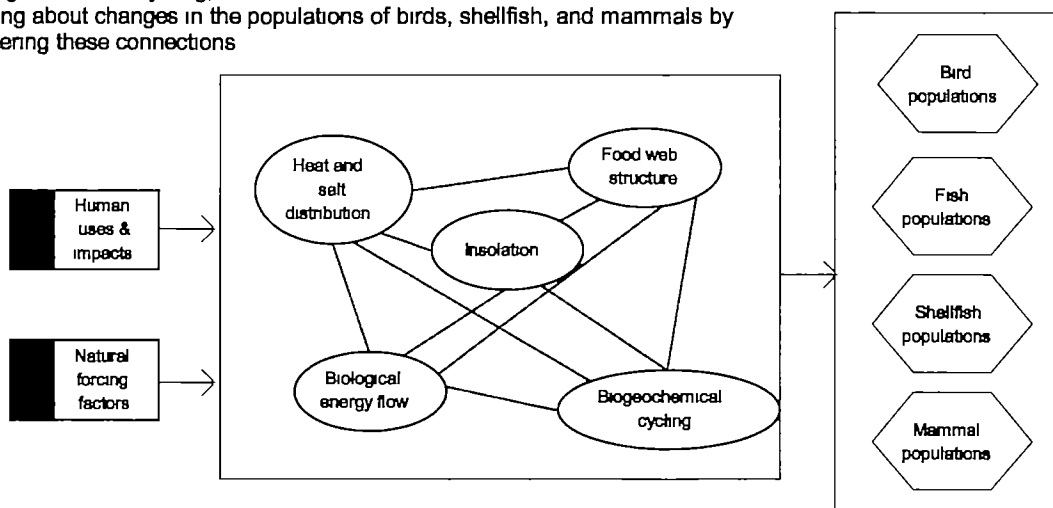 ing about changes in the populations of birds, shellfish, and mammals by
ering these connections
Bird
populations
Heat and
salt
distribution
Food web
structure
Human
uses &
impacts
Insolation
Fish
populations
Shellfish
populations
Natural
forcing
factors
Biological
energy flow
Biogeochemical
cycling
Mammal
populations